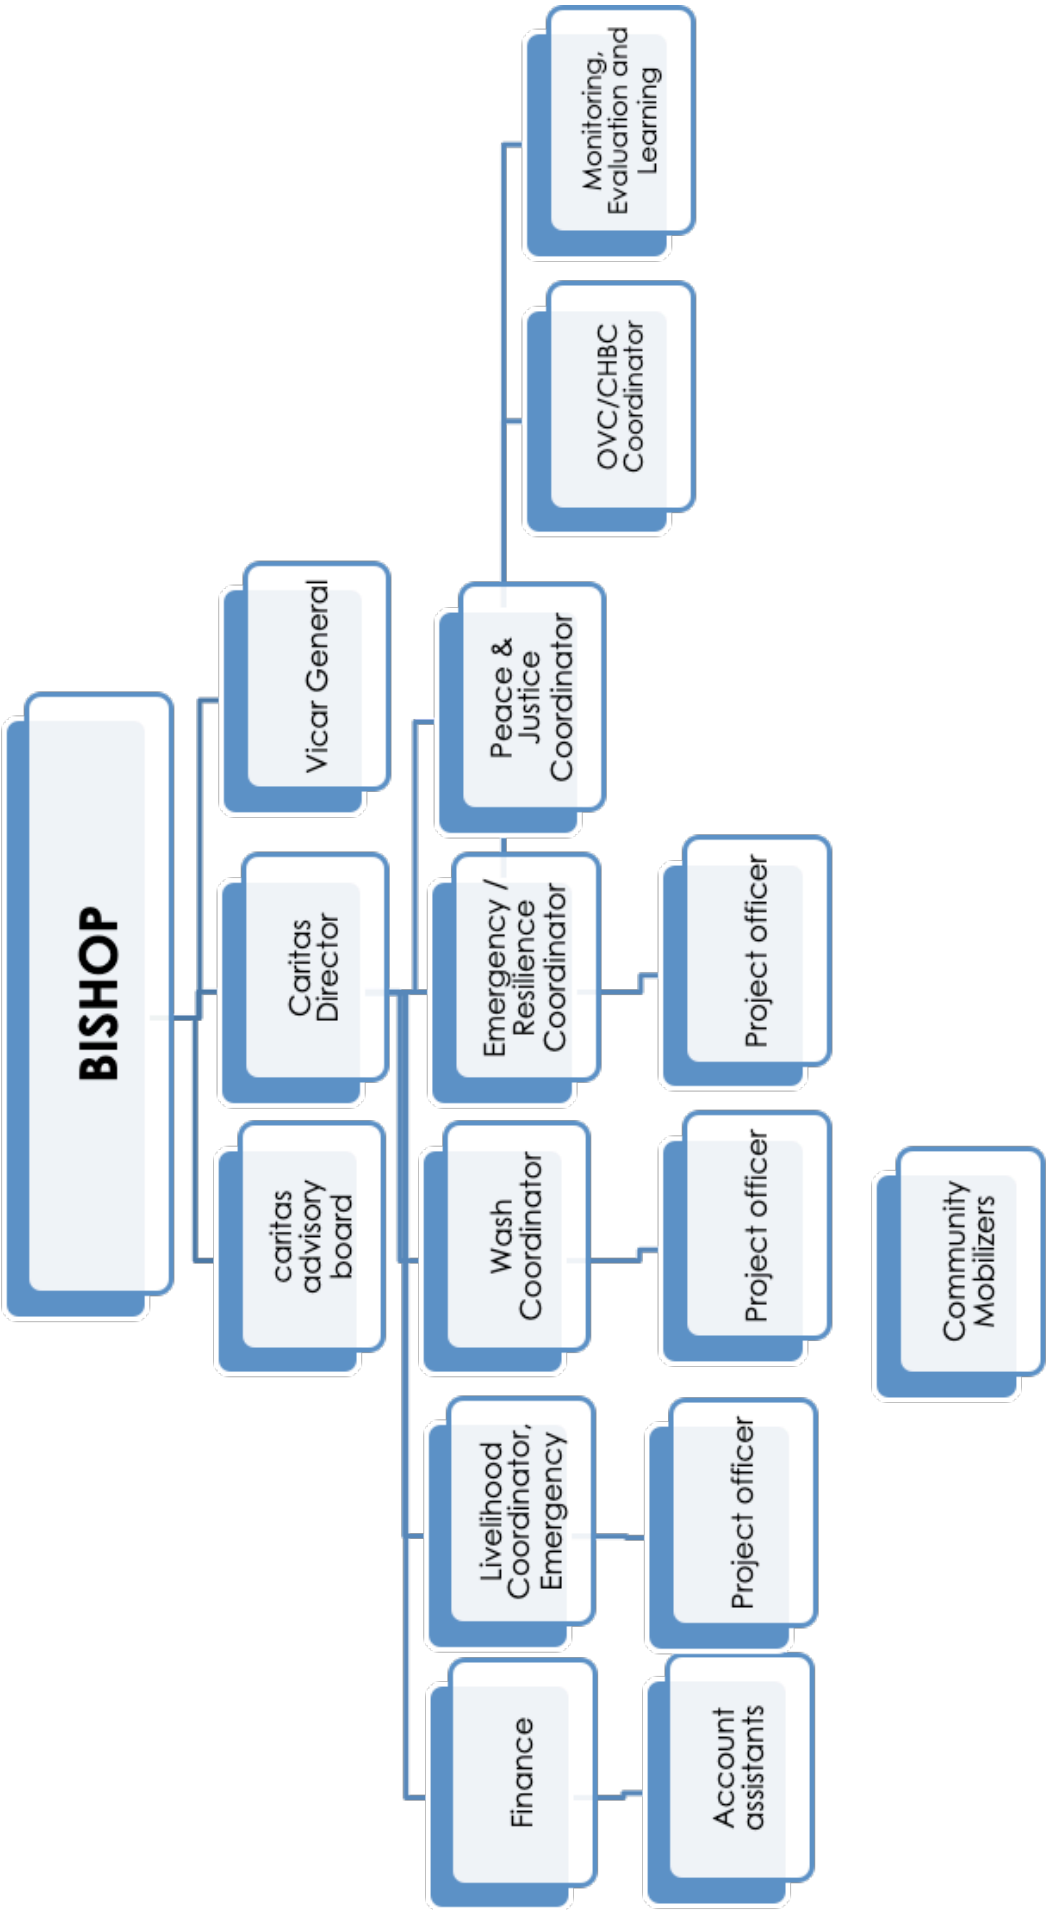 BISHOP
caritas
advisory
board
Caritas
Director
Vicar General
Finance
Livelihood
Coordinator,
Emergency
Wash
Coordinator
Emergency /
Resilience
Coordinator
Peace &
Justice
Coordinator
OVC/CHBC
Coordinator
Monitoring,
Evaluation and
Learning
Account
assistants
Project officer
Project officer
Project officer
Community
Mobilizers